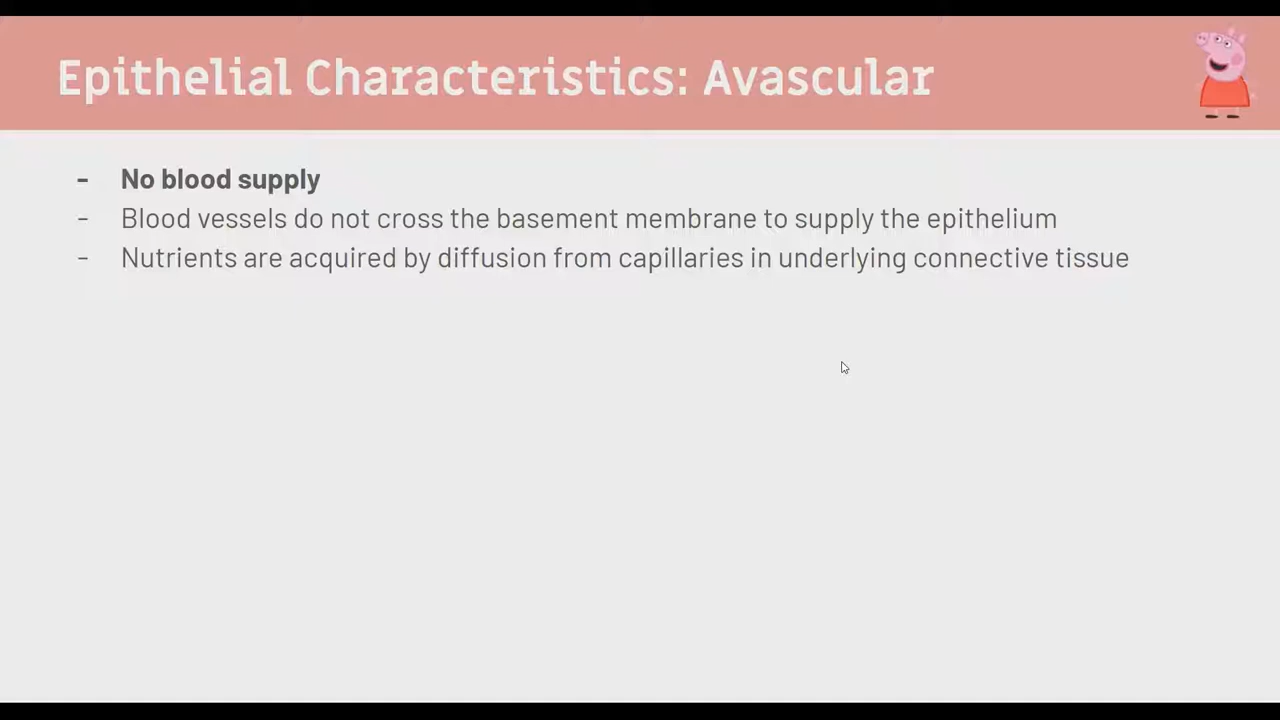 Epithelial Characteristics: Avascular
- No blood supply
- Blood vessels do not cross the basement membrane to supply the epithelium
- Nutrients are acquired by diffusion from capillaries in underlying connective tissue